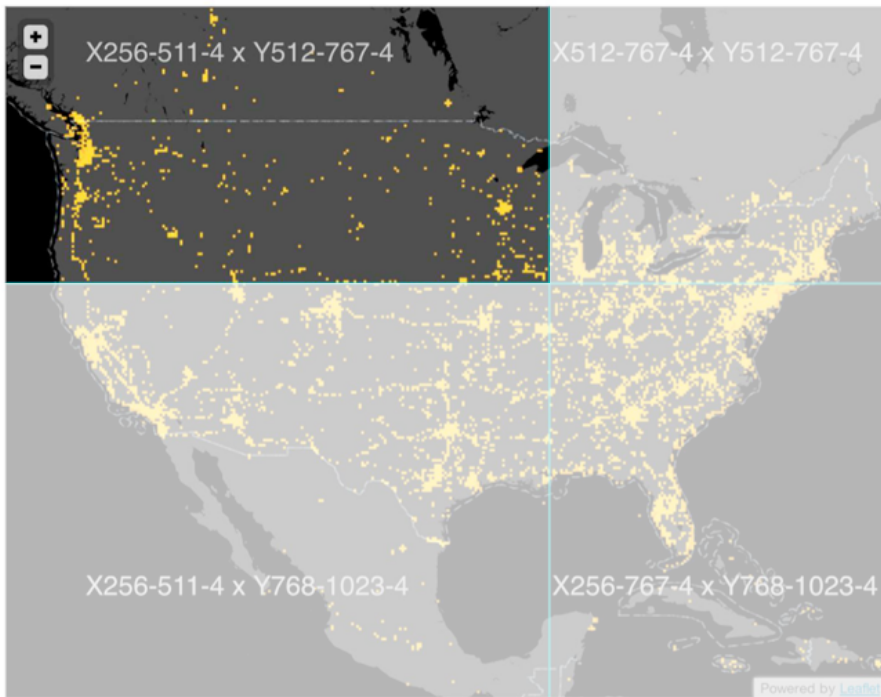 +
−
X256-511-4 x Y512-767-4
X512-767-4 x Y512-767-4
X256-511-4 x Y768-1023-4
X256-767-4 x Y768-1023-4
Powered by Leaflet